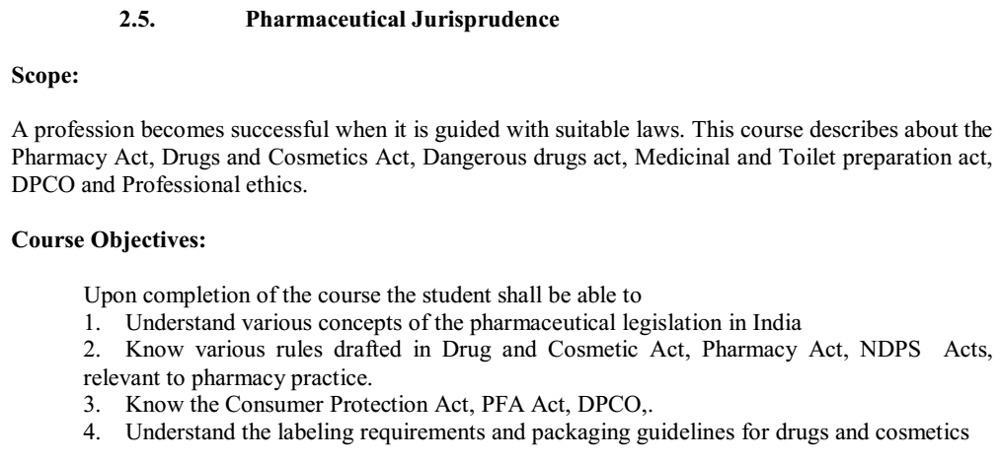 2.5. Pharmaceutical Jurisprudence
Scope:
A profession becomes successful when it is guided with suitable laws. This course describes about the
Pharmacy Act, Drugs and Cosmetics Act, Dangerous drugs act, Medicinal and Toilet preparation act,
DPCO and Professional ethics.
Course Objectives:
Upon completion of the course the student shall be able to
1. Understand various concepts of the pharmaceutical legislation in India
2. Know various rules drafted in Drug and Cosmetic Act, Pharmacy Act, NDPS Acts,
relevant to pharmacy practice.
3. Know the Consumer Protection Act, PFA Act, DPCO,.
4. Understand the labeling requirements and packaging guidelines for drugs and cosmetics